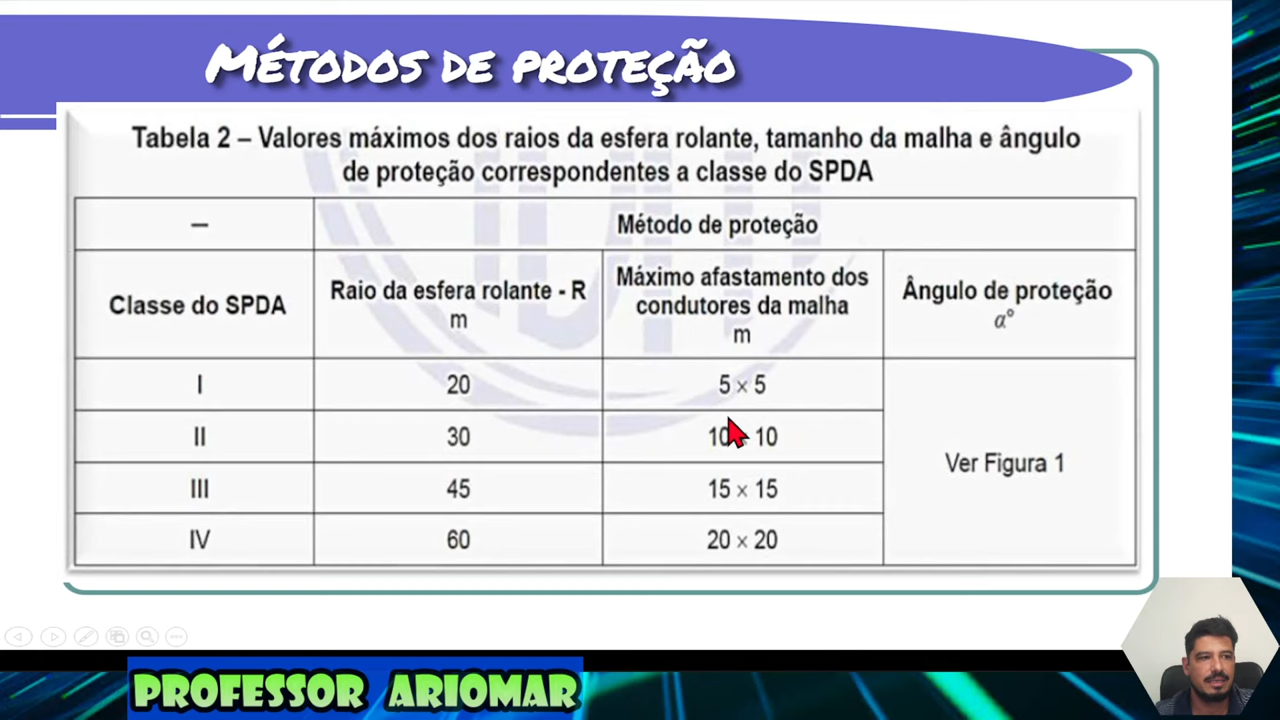 Métodos de proteção
Tabela 2 – Valores máximos dos raios da esfera rolante, tamanho da malha e ângulo
de proteção correspondentes a classe do SPDA
–
Método de proteção
Classe do SPDA
Raio da esfera rolante - R
m
Máximo afastamento dos
condutores da malha
m
Ângulo de proteção
α°
I
20
5 × 5
II
30
10 × 10
III
45
15 × 15
IV
60
20 × 20
Ver Figura 1
PROFESSOR ARIOMAR